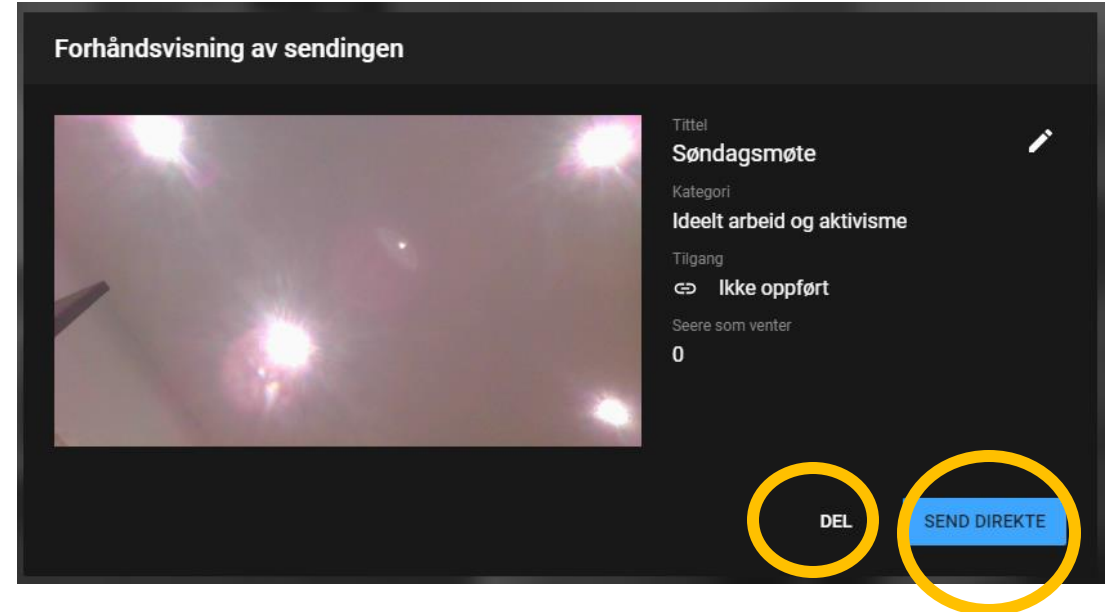 Forhåndsvisning av sendingen
Tittel
Søndagsmøte
Kategori
Ideelt arbeid og aktivisme
Tilgang
Ikke oppført
Seere som venter
0
DEL
SEND DIREKTE